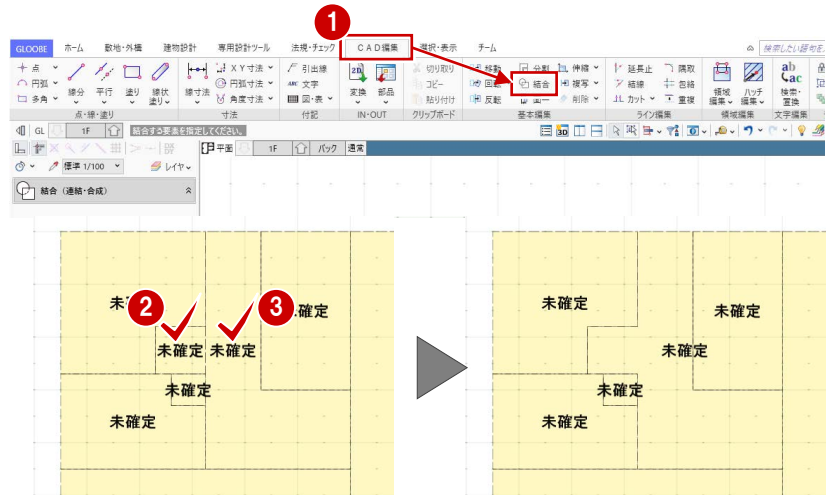 1
GLOOBE ホーム 敷地・外構 建物設計 専用設計ツール 法規・チェック CAD編集 選択・表示 チーム 検索したい語句を
点 XY寸法 引出線 切り取り 移動 分割 伸縮 延長止 隅取
円弧 円弧寸法 ABC 文字 コピー 回転 結合 複写 結線 包絡
多角 角度寸法 図・表 貼り付け 反転 削除 カット 重複
線分 平行 塗り 線状塗り 線寸法 変換 部品 領域編集 ハッチ編集 検索・置換
点・線・塗り 寸法 付記 IN・OUT クリップボード 基本編集 ライン編集 領域編集 文字編集
GL 1F 結合する要素を指定してください。
平面 1F パック 通常
標準 1/100 レイヤ
結合（連結・合成）
2 3
未確定
未確定 未確定
未確定
未確定
未確定 未確定
未確定
未確定
未確定